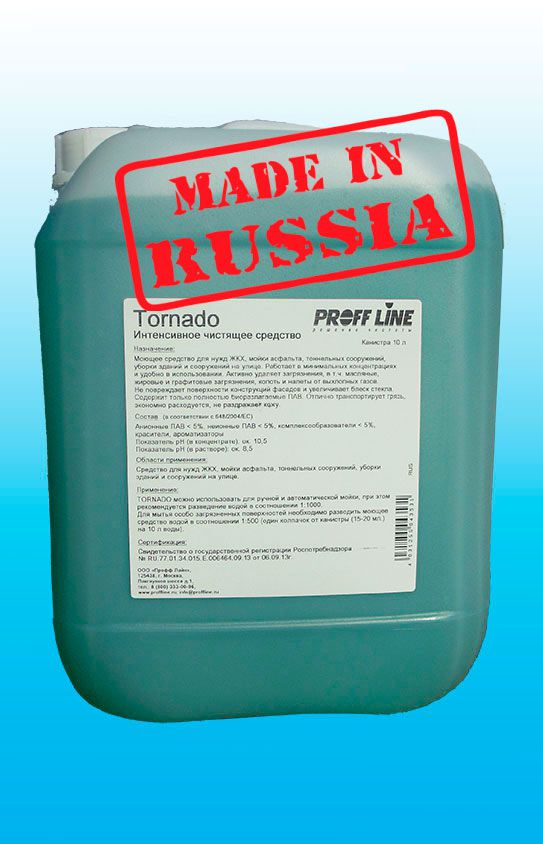 MADE IN
RUSSIA
Tornado
Интенсивное чистящее средство
PROFF LINE
решение чистоты
Канистра 10 л
Назначение:
Моющее средство для нужд ЖКХ, мойки асфальта, тоннельных сооружений,
уборки зданий и сооружений на улице. Работает в минимальных концентрациях
и удобно в использовании. Активно удаляет загрязнения, в т.ч. масляные,
жировые и графитовые загрязнения, копоть и налеты от выхлопных газов.
Не повреждает поверхности конструкций фасадов и увеличивает блеск стекла.
Содержит только полностью биоразлагаемые ПАВ. Отлично транспортирует грязь,
экономно расходуется, не раздражает кожу.
Состав: (в соответствии с 648/2004/ЕС)
Анионные ПАВ < 5%, неионные ПАВ < 5%, комплексообразователи < 5%,
красители, ароматизаторы
Показатель pH (в концентрате): ок. 10,5
Показатель pH (в растворе): ок. 8,5
Области применения:
Средство для нужд ЖКХ, мойки асфальта, тоннельных сооружений, уборки
зданий и сооружений на улице.
Применение:
TORNADO можно использовать для ручной и автоматической мойки, при этом
рекомендуется разведение водой в соотношении 1:1000.
Для мытья особо загрязненных поверхностей необходимо разводить моющее
средство водой в соотношении 1:500 (один колпачок от канистры (15-20 мл.)
на 10 л воды).
Сертификация:
Свидетельство о государственной регистрации Роспотребнадзора
№ RU.77.01.34.015.Е.006464.09.13 от 06.09.13г.
ООО «Профф Лайн»,
125438, г. Москва,
тел.: 8 (800) 333-00-96,
www.proffline.ru, info@proffline.ru
RUS